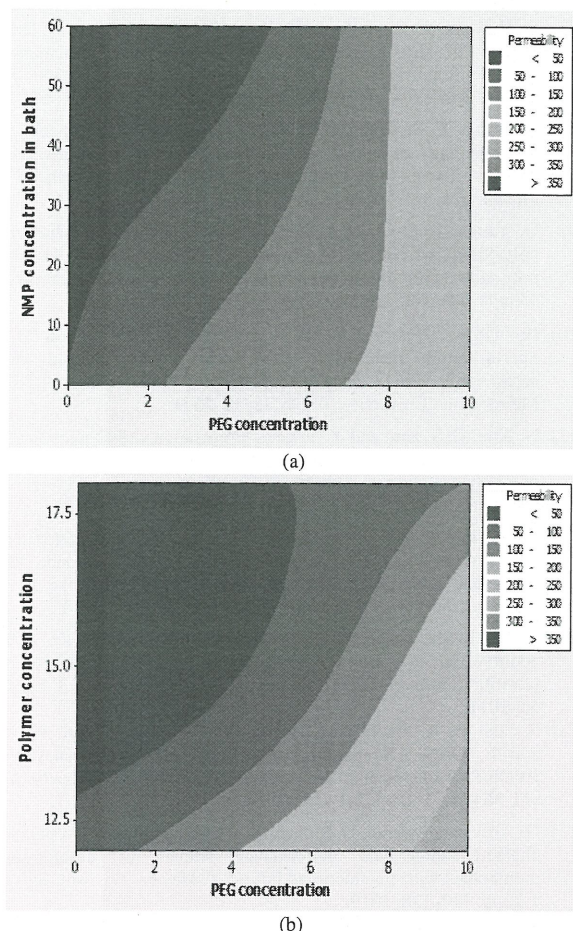 60
50
40
30
20
10
0
NMP concentration in bath
0 2 4 6 8 10
PEG concentration
Permeability
< 50
50 - 100
100 - 150
150 - 200
200 - 250
250 - 300
300 - 350
> 350
(a)
17.5
15.0
12.5
Polymer concentration
0 2 4 6 8 10
PEG concentration
Permeability
< 50
50 - 100
100 - 150
150 - 200
200 - 250
250 - 300
300 - 350
> 350
(b)